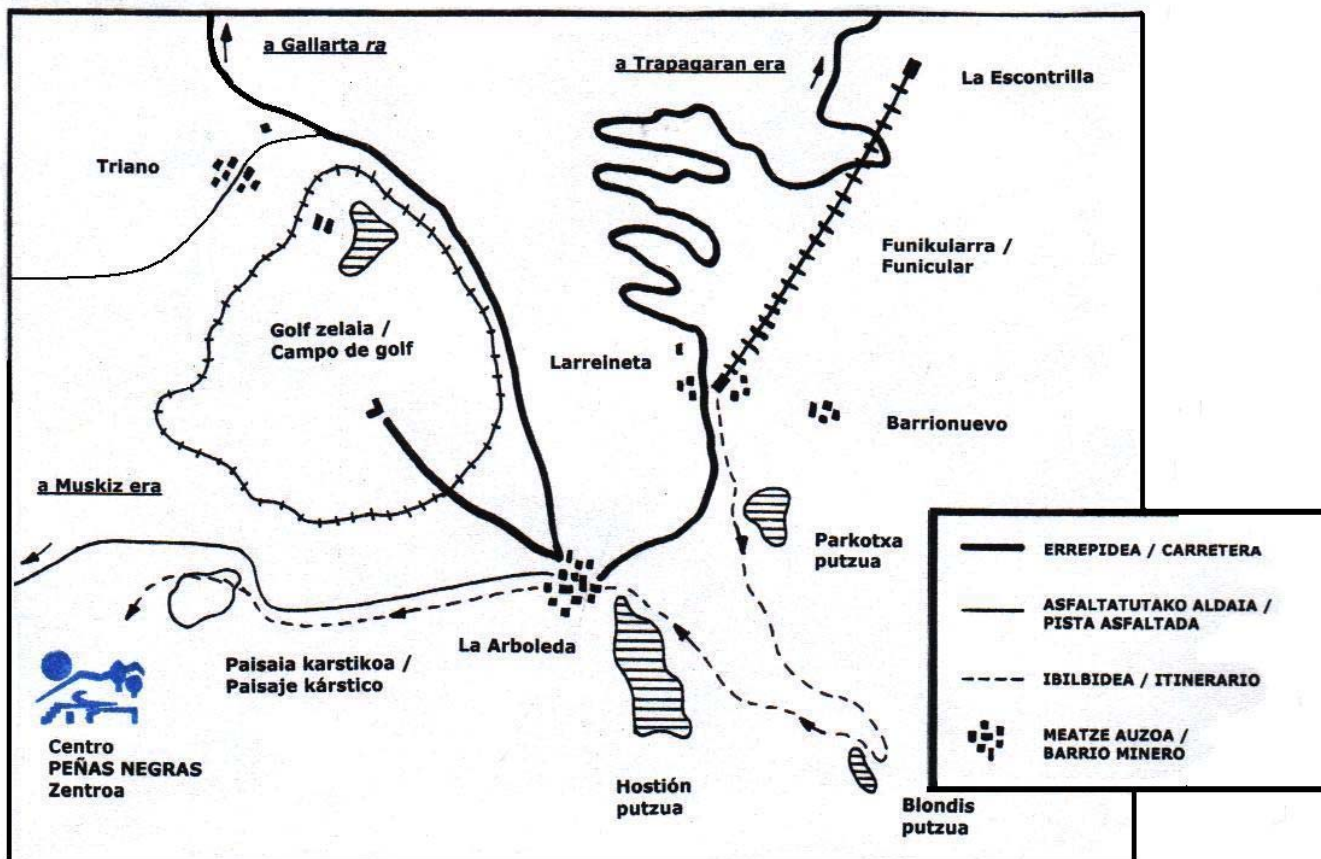 a Gallarta ra
a Trapagaran era
La Escontrilla
Triano
Funikularra /
Funicular
Golf zelaia /
Campo de golf
Larreineta
Barrionuevo
a Muskiz era
Parkotxa
putzua
La Arboleda
Paisaia karstikoa /
Paisaje kárstico
Centro
PEÑAS NEGRAS
Zentroa
Hostión
putzua
Blondis
putzua
ERREPIDEA / CARRETERA
ASFALTATUTAKO ALDAIA /
PISTA ASFALTADA
IBILBIDEA / ITINERARIO
MEATZE AUZOA /
BARRIO MINERO